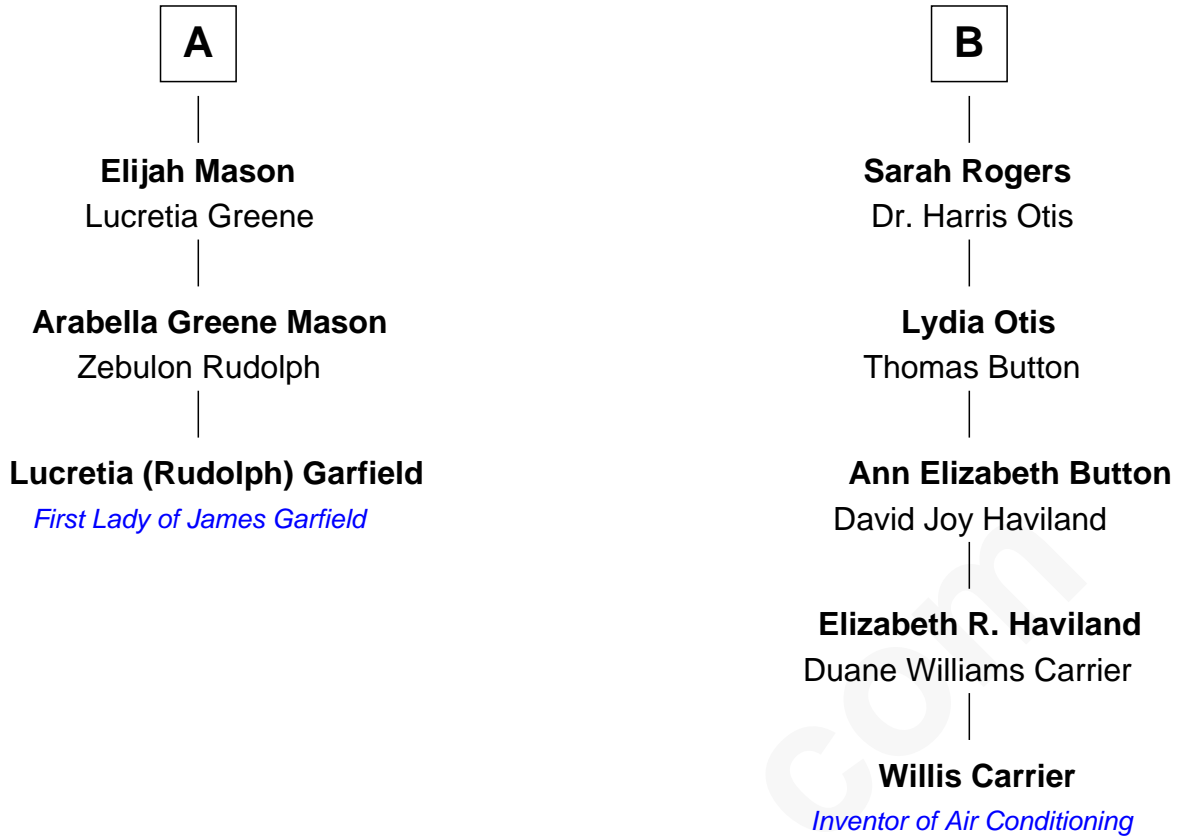 A
Elijah Mason
Lucretia Greene
Arabella Greene Mason
Zebulon Rudolph
Lucretia (Rudolph) Garfield
First Lady of James Garfield
B
Sarah Rogers
Dr. Harris Otis
Lydia Otis
Thomas Button
Ann Elizabeth Button
David Joy Haviland
Elizabeth R. Haviland
Duane Williams Carrier
Willis Carrier
Inventor of Air Conditioning
com